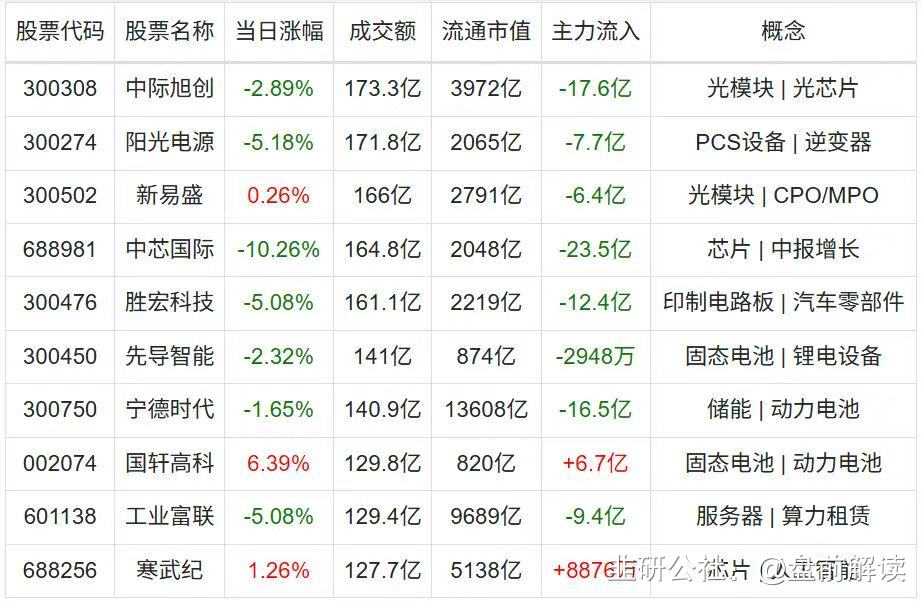 股票代码 股票名称 当日涨幅 成交额 流通市值 主力流入 概念
300308 中际旭创 -2.89% 173.3亿 3972亿 -17.6亿 光模块 | 光芯片
300274 阳光电源 -5.18% 171.8亿 2065亿 -7.7亿 PCS设备 | 逆变器
300502 新易盛 0.26% 166亿 2791亿 -6.4亿 光模块 | CPO/MPO
688981 中芯国际 -10.26% 164.8亿 2048亿 -23.5亿 芯片 | 中报增长
300476 胜宏科技 -5.08% 161.1亿 2219亿 -12.4亿 印制电路板 | 汽车零部件
300450 先导智能 -2.32% 141亿 874亿 -2948万 固态电池 | 锂电设备
300750 宁德时代 -1.65% 140.9亿 13608亿 -16.5亿 储能 | 动力电池
002074 国轩高科 6.39% 129.8亿 820亿 +6.7亿 固态电池 | 动力电池
601138 工业富联 -5.08% 129.4亿 9689亿 -9.4亿 服务器 | 算力租赁
688256 寒武纪 1.26% 127.7亿 5138亿 +8876 芯片 |
研公社 @盘前解读